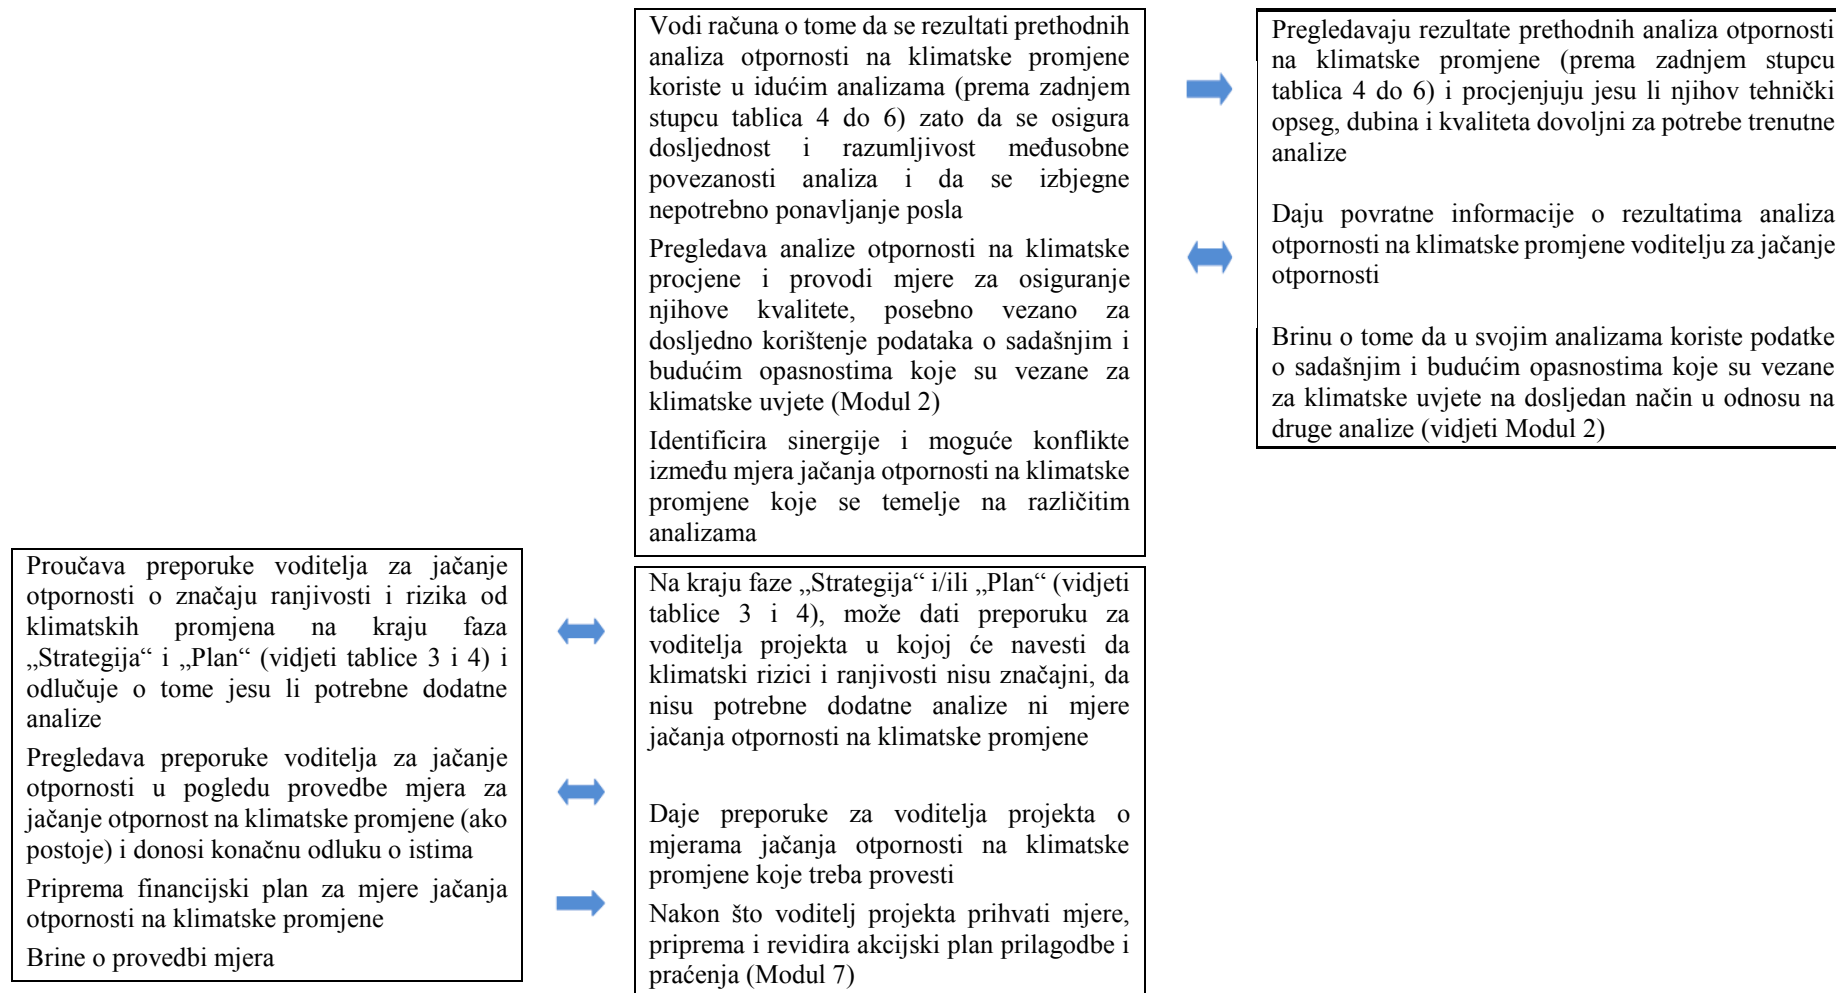 Vodi računa o tome da se rezultati prethodnih
analiza otpornosti na klimatske promjene
koriste u idućim analizama (prema zadnjem
stupcu tablica 4 do 6) zato da se osigura
dosljednost i razumljivost međusobne
povezanosti analiza i da se izbjegne
nepotrebno ponavljanje posla
Pregledava analize otpornosti na klimatske
procjene i provodi mjere za osiguranje
njihove kvalitete, posebno vezano za
dosljedno korištenje podataka o sadašnjim i
budućim opasnostima koje su vezane za
klimatske uvjete (Modul 2)
Identificira sinergije i moguće konflikte
između mjera jačanja otpornosti na klimatske
promjene koje se temelje na različitim
analizama
Pregledavaju rezultate prethodnih analiza otpornosti
na klimatske promjene (prema zadnjem stupcu
tablica 4 do 6) i procjenjuju jesu li njihov tehnički
opseg, dubina i kvaliteta dovoljni za potrebe trenutne
analize
Daju povratne informacije o rezultatima analiza
otpornosti na klimatske promjene voditelju za jačanje
otpornosti
Brinu o tome da u svojim analizama koriste podatke
o sadašnjim i budućim opasnostima koje su vezane
za klimatske uvjete na dosljedan način u odnosu na
druge analize (vidjeti Modul 2)
Proučava preporuke voditelja za jačanje
otpornosti o značaju ranjivosti i rizika od
klimatskih promjena na kraju faza
„Strategija“ i „Plan“ (vidjeti tablice 3 i 4) i
odlučuje o tome jesu li potrebne dodatne
analize
Pregledava preporuke voditelja za jačanje
otpornosti u pogledu provedbe mjera za
jačanje otpornost na klimatske promjene (ako
postoje) i donosi konačnu odluku o istima
Priprema financijski plan za mjere jačanja
otpornosti na klimatske promjene
Brine o provedbi mjera
Na kraju faze „Strategija“ i/ili „Plan“ (vidjeti
tablice 3 i 4), može dati preporuku za
voditelja projekta u kojoj će navesti da
klimatski rizici i ranjivosti nisu značajni, da
nisu potrebne dodatne analize ni mjere
jačanja otpornosti na klimatske promjene
Daje preporuke za voditelja projekta o
mjerama jačanja otpornosti na klimatske
promjene koje treba provesti
Nakon što voditelj projekta prihvati mjere,
priprema i revidira akcijski plan prilagodbe i
praćenja (Modul 7)